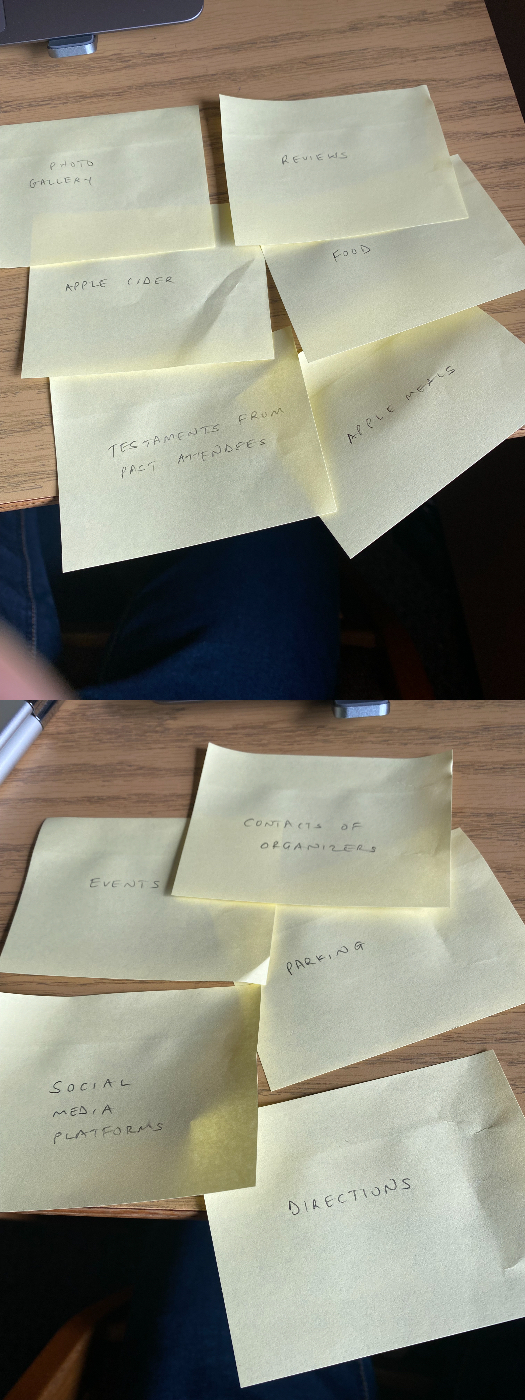 PHOTO
GALLERY
REVIEWS
APPLE CIDER
FOOD
TESTAMENTS FROM
PAST ATTENDEES
APPLE MEALS
CONTACTS OF
ORGANIZERS
EVENTS
PARKING
SOCIAL
MEDIA
PLATFORMS
DIRECTIONS